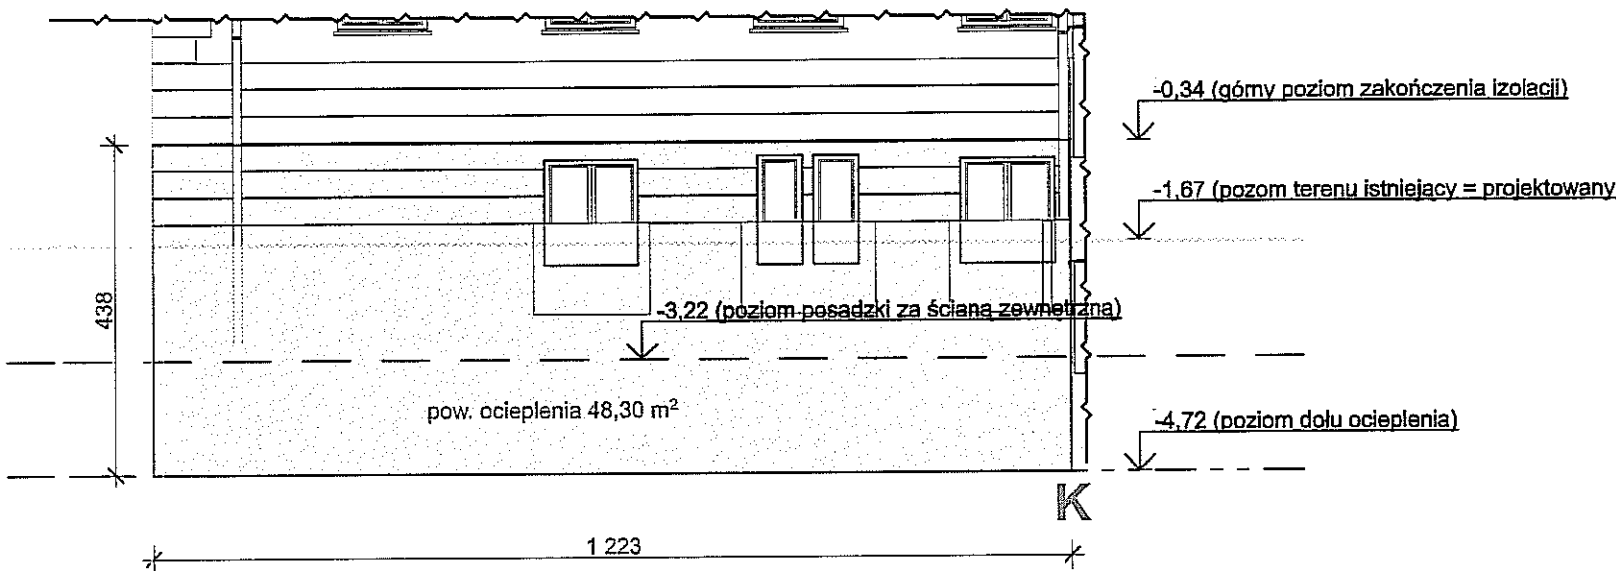 -0,34 (górny poziom zakończenia izolacji)
-1,67 (pozom terenu istniejący = projektowany
438
-3,22 (poziom posadzki za ścianą zewnętrzną)
pow. ocieplenia 48,30 m²
-4,72 (poziom dołu ocieplenia)
K
1 223